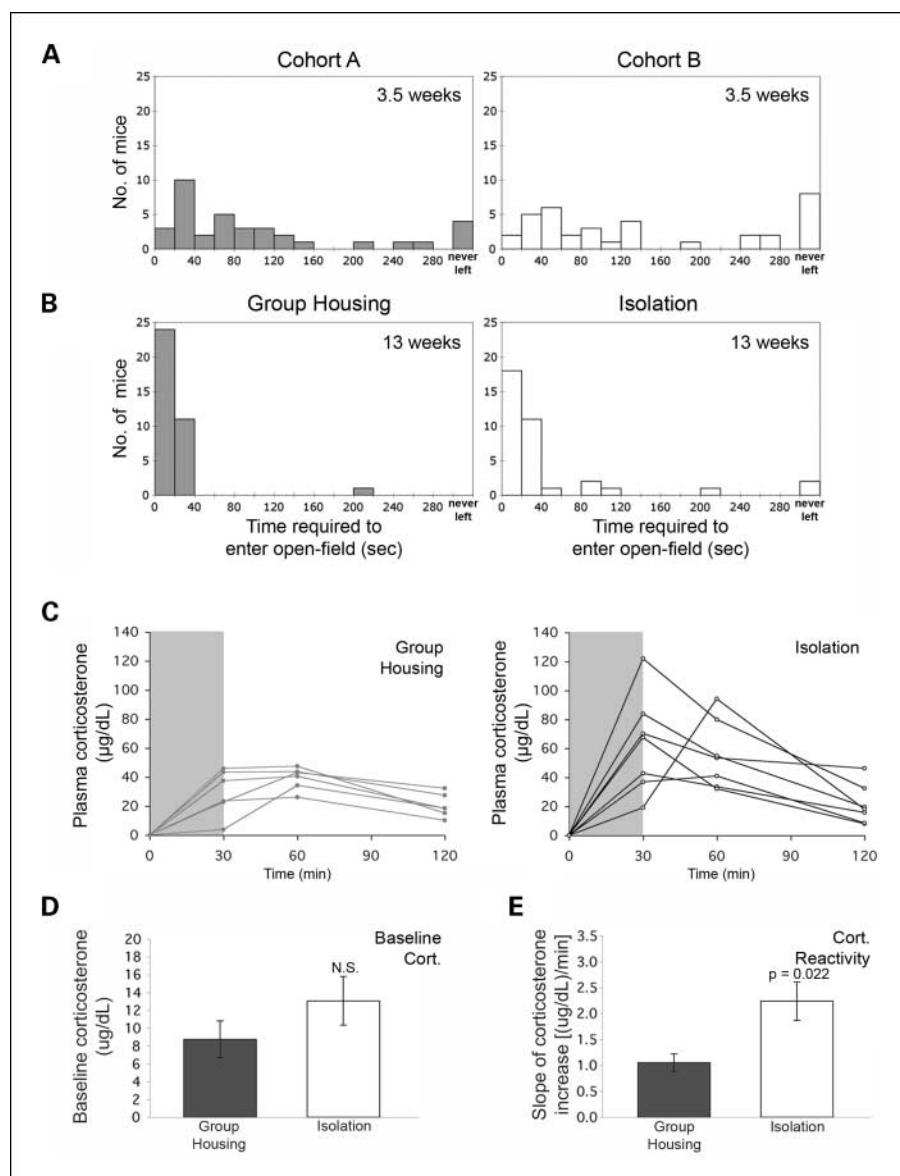 A
Cohort A
Cohort B
25
20
15
10
5
0
No. of mice
3.5 weeks
0 40 80 120 160 200 240 280 never left
25
20
15
10
5
0
3.5 weeks
0 40 80 120 160 200 240 280 never left
B
Group Housing
Isolation
25
20
15
10
5
0
No. of mice
13 weeks
0 40 80 120 160 200 240 280 never left
Time required to
enter open-field (sec)
25
20
15
10
5
0
13 weeks
0 40 80 120 160 200 240 280 never left
Time required to
enter open-field (sec)
C
Plasma corticosterone
(µg/dL)
140
120
100
80
60
40
20
0
Group
Housing
0 30 60 90 120
Time (min)
Plasma corticosterone
(µg/dL)
140
120
100
80
60
40
20
0
Isolation
0 30 60 90 120
Time (min)
D
Baseline corticosterone
(ug/dL)
20
18
16
14
12
10
8
6
4
2
0
Baseline
Cort.
N.S.
Group
Housing
Isolation
E
Slope of corticosterone
increase [(ug/dL)/min]
3.5
3.0
2.5
2.0
1.5
1.0
0.5
0.0
Cort.
Reactivity
p = 0.022
Group
Housing
Isolation